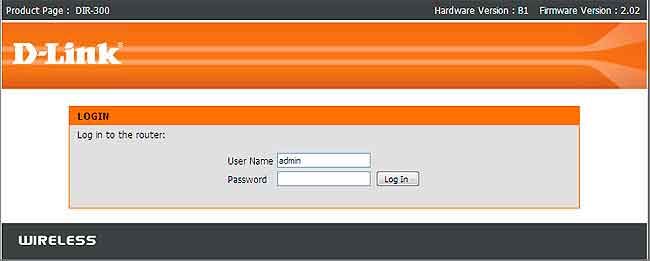 Product Page : DIR-300 Hardware Version : B1 Firmware Version : 2.02
D-Link
LOGIN
Log in to the router:
User Name admin
Password Log In
WIRELESS